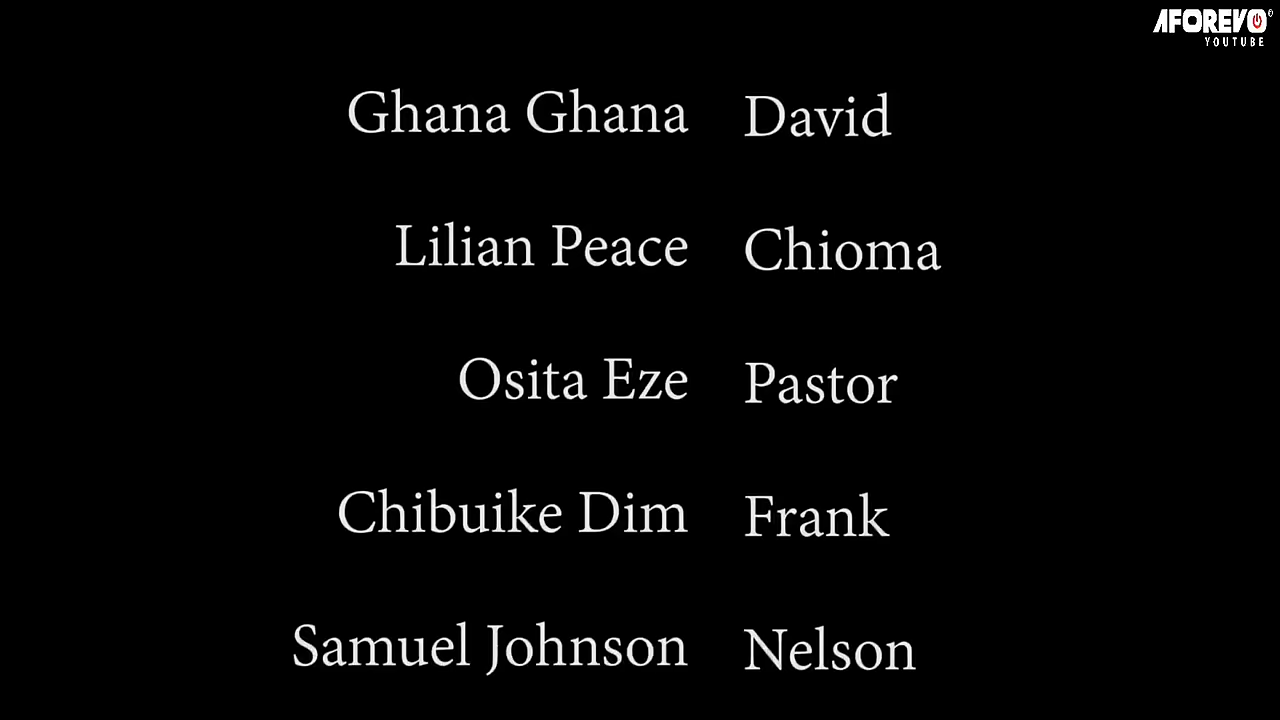 AFOREVO
YOUTUBE
Ghana Ghana David
Lilian Peace Chioma
Osita Eze Pastor
Chibuike Dim Frank
Samuel Johnson Nelson